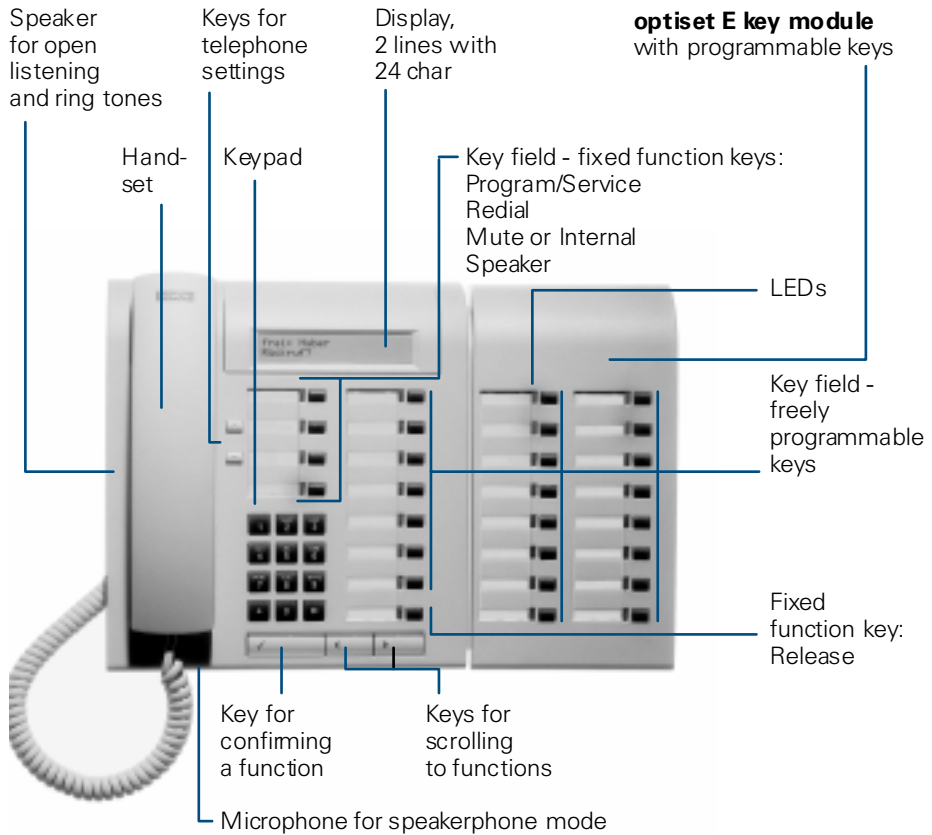 Speaker
for open
listening
and ring tones
Keys for
telephone
settings
Display,
2 lines with
24 char
optiset E key module
with programmable keys
Hand-
set
Keypad
Key field - fixed function keys:
Program/Service
Redial
Mute or Internal
Speaker
LEDs
Key field -
freely
programmable
keys
Fixed
function key:
Release
Key for
confirming
a function
Keys for
scrolling
to functions
Microphone for speakerphone mode